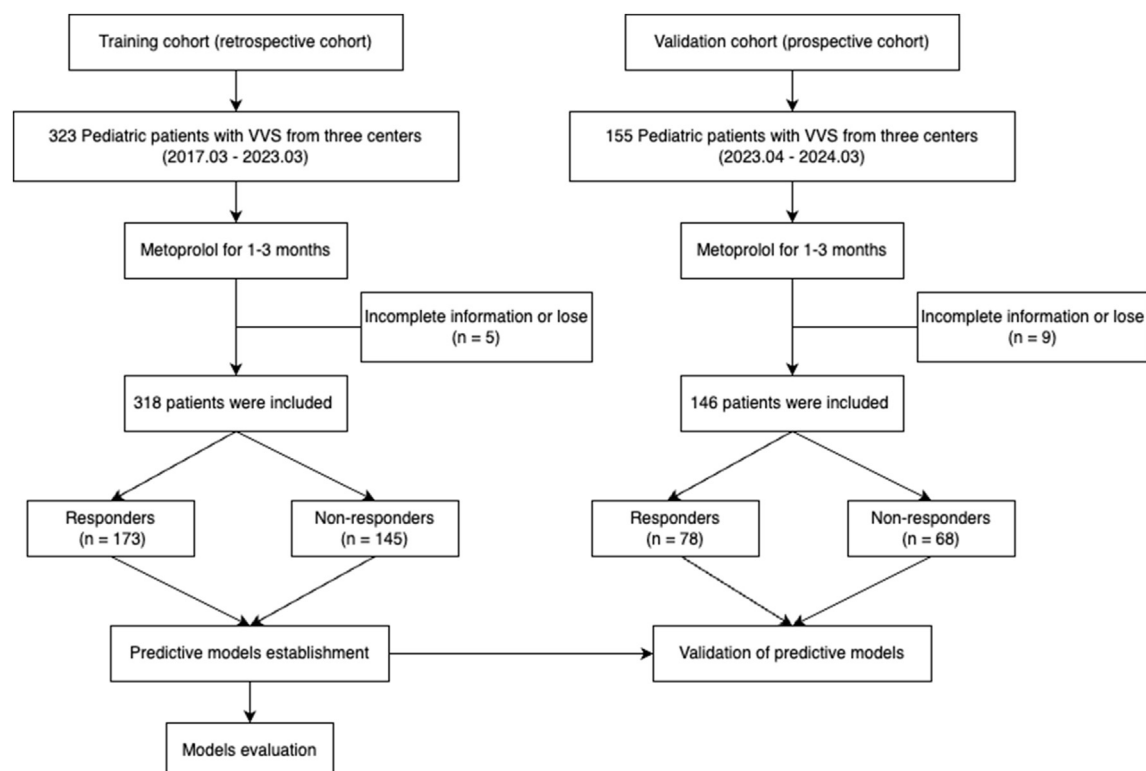 Training cohort (retrospective cohort)
323 Pediatric patients with VVS from three centers
(2017.03 - 2023.03)
Metoprolol for 1-3 months
Incomplete information or lose
(n = 5)
318 patients were included
Responders
(n = 173)
Non-responders
(n = 145)
Predictive models establishment
Models evaluation
Validation cohort (prospective cohort)
155 Pediatric patients with VVS from three centers
(2023.04 - 2024.03)
Metoprolol for 1-3 months
Incomplete information or lose
(n = 9)
146 patients were included
Responders
(n = 78)
Non-responders
(n = 68)
Validation of predictive models